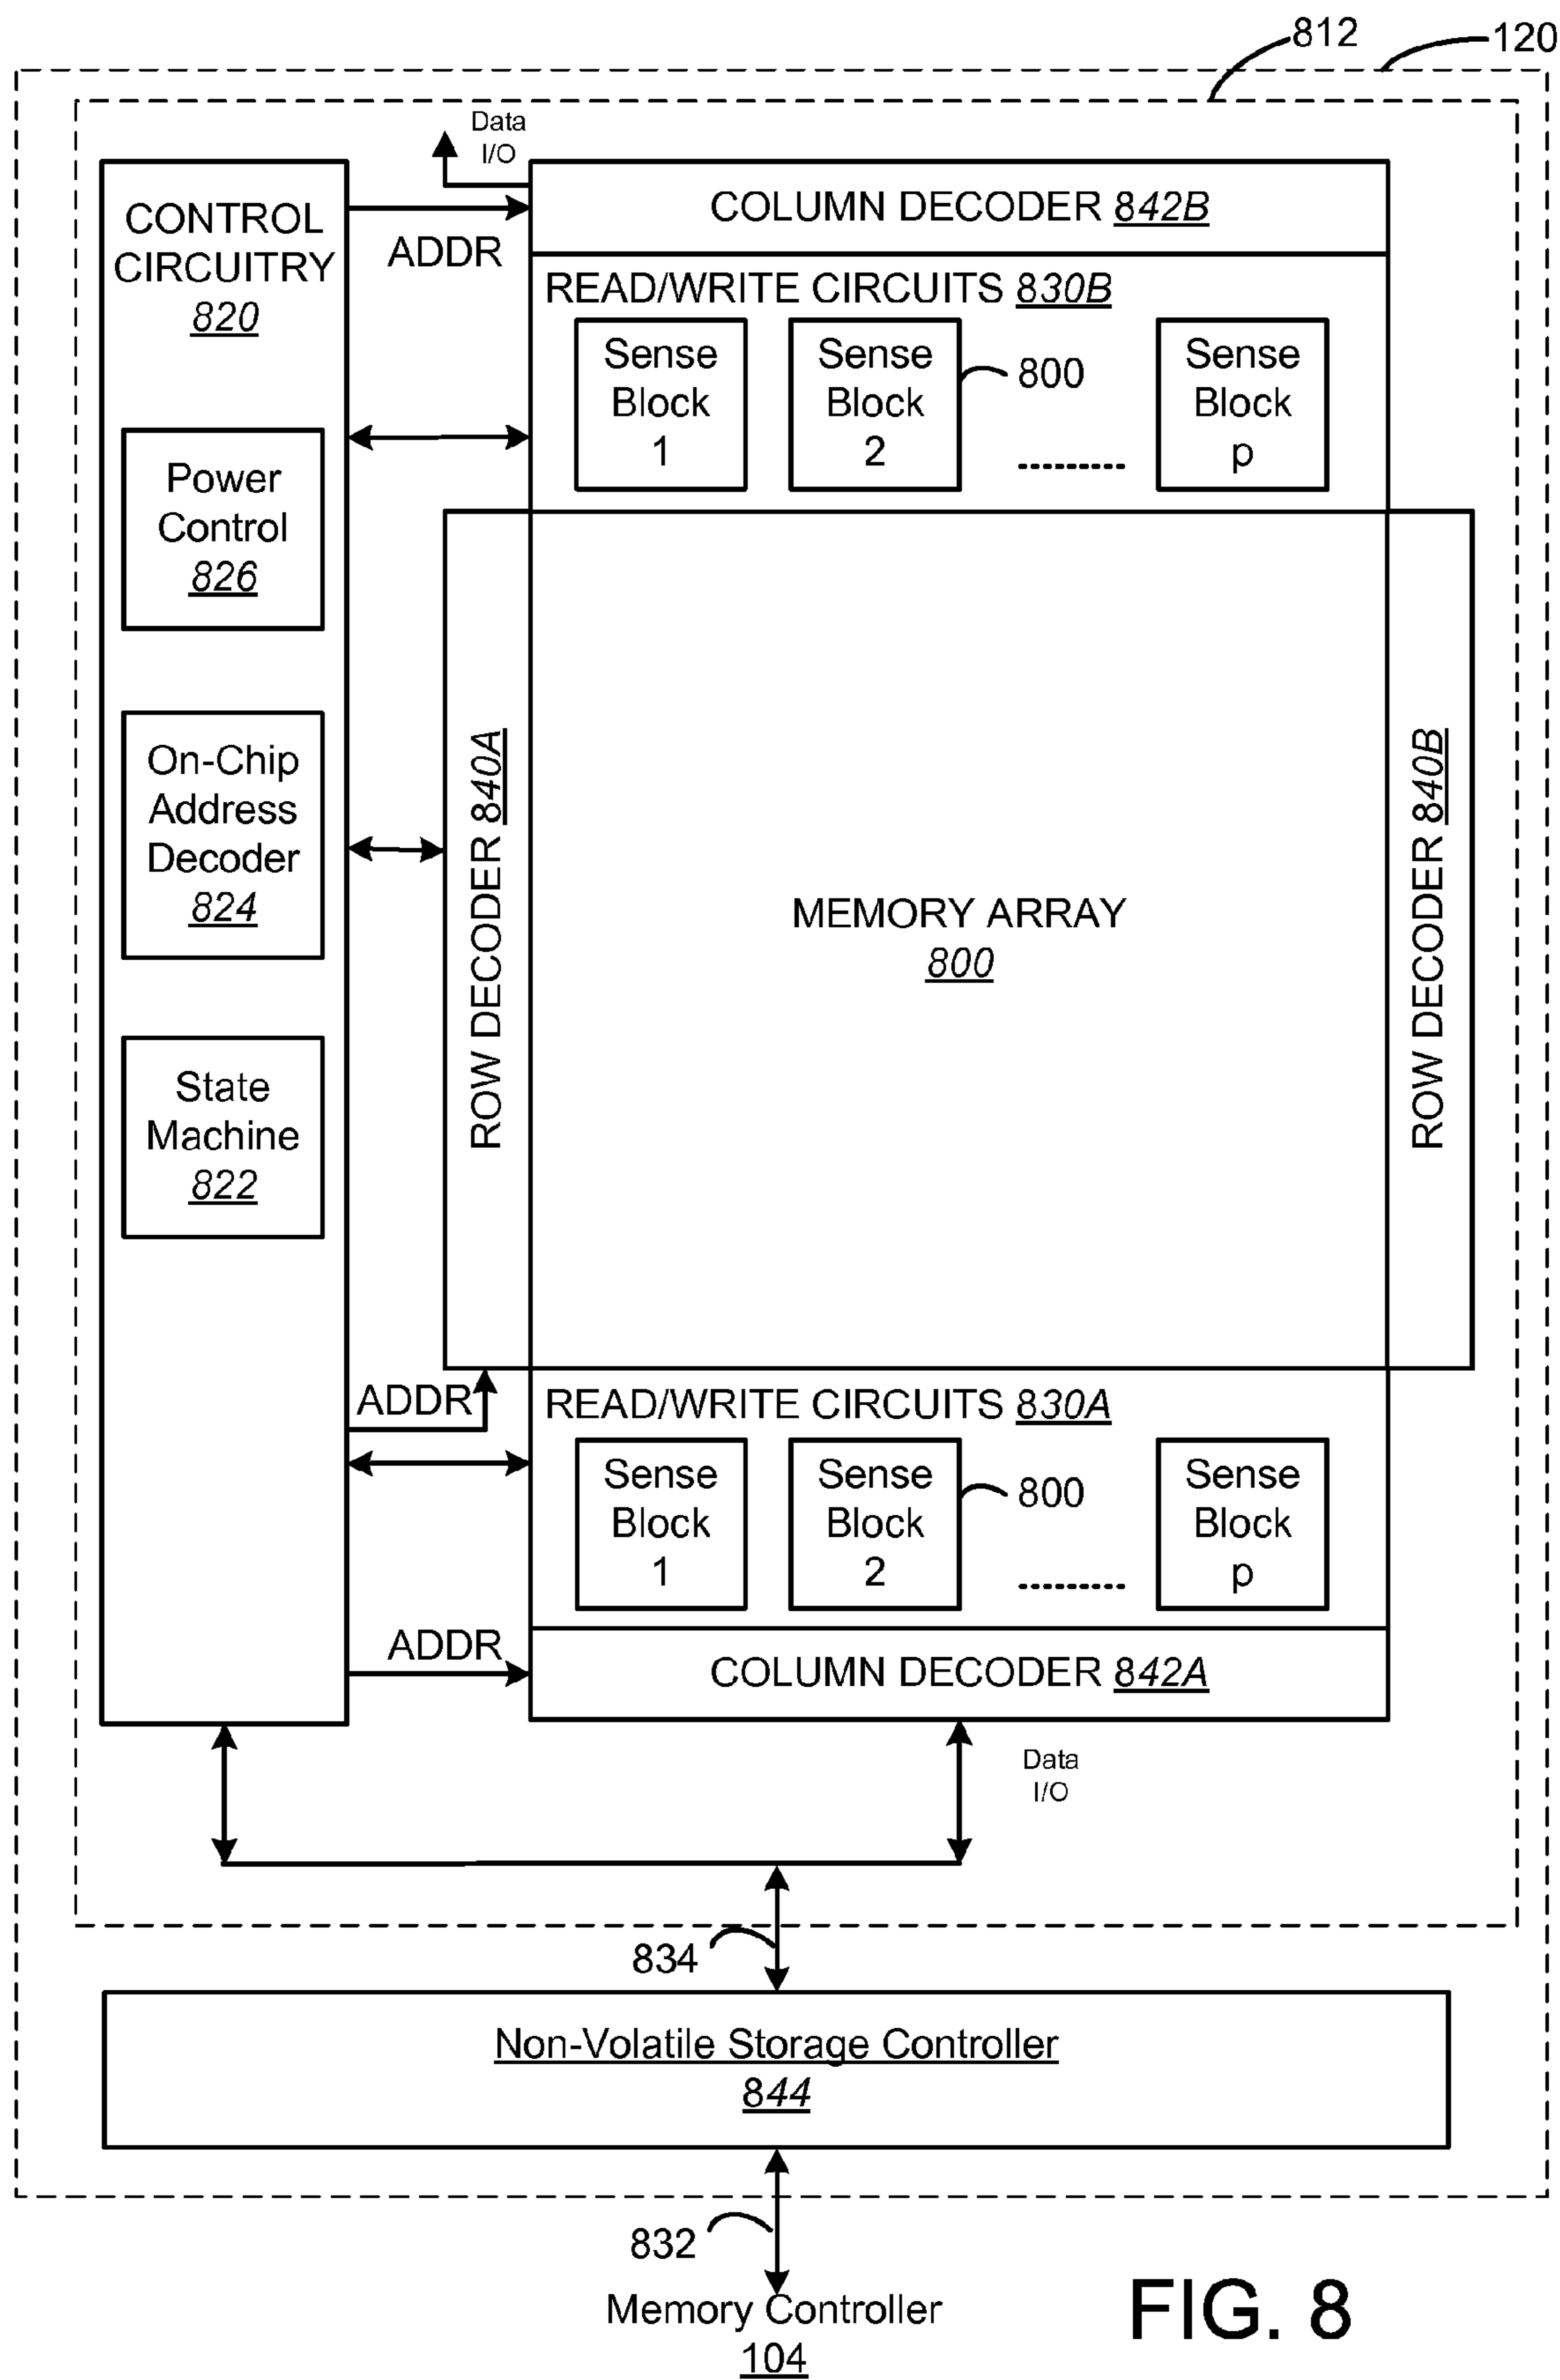 812
120
Data
I/O
CONTROL
CIRCUITRY
820
ADDR
COLUMN DECODER 842B
READ/WRITE CIRCUITS 830B
Sense
Block
1
Sense
Block
2
800
Sense
Block
p
Power
Control
826
On-Chip
Address
Decoder
824
State
Machine
822
ROW DECODER 840A
MEMORY ARRAY
800
ROW DECODER 840B
ADDR
READ/WRITE CIRCUITS 830A
Sense
Block
1
Sense
Block
2
800
Sense
Block
p
ADDR
COLUMN DECODER 842A
Data
I/O
834
Non-Volatile Storage Controller
844
832
Memory Controller
104
FIG. 8